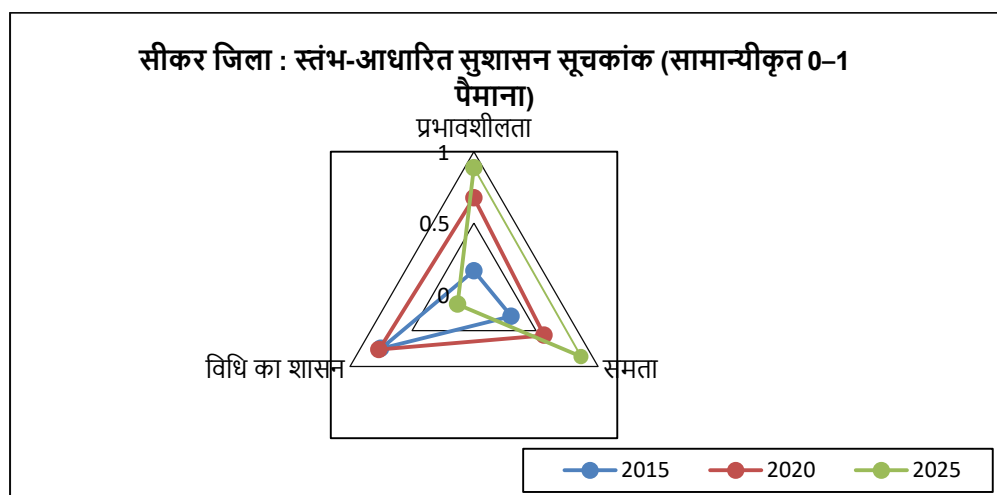 सीकर जिला : स्तंभ-आधारित सुशासन सूचकांक (सामान्यीकृत 0–1
पैमाना)
प्रभावशीलता
1
0.5
0
विधि का शासन
समता
2015
2020
2025